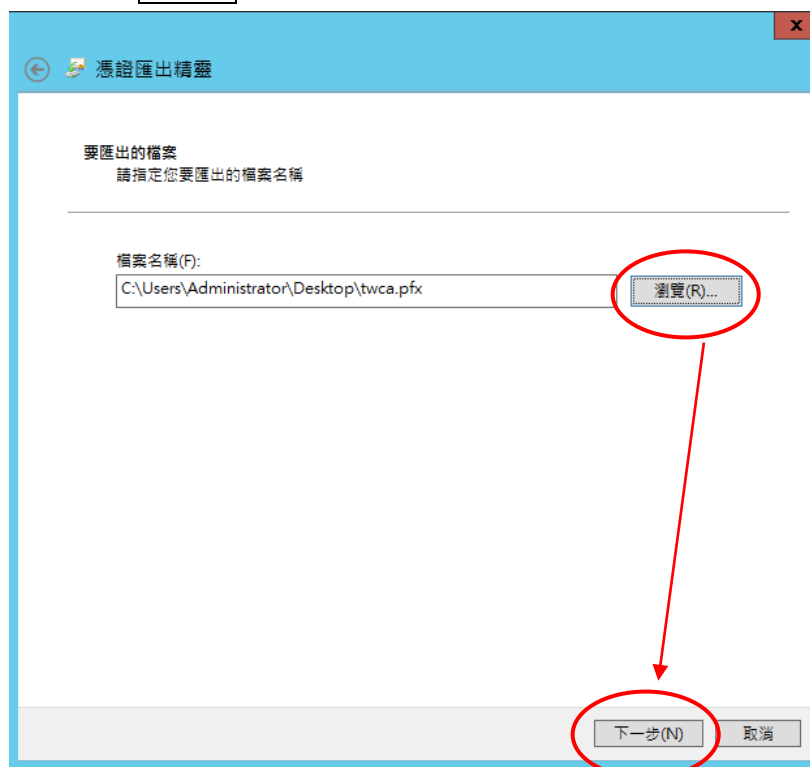 x
憑證匯出精靈
要匯出的檔案
請指定您要匯出的檔案名稱
檔案名稱(F):
C:\Users\Administrator\Desktop\twca.pfx
瀏覽(R)...
下一步(N)
取消